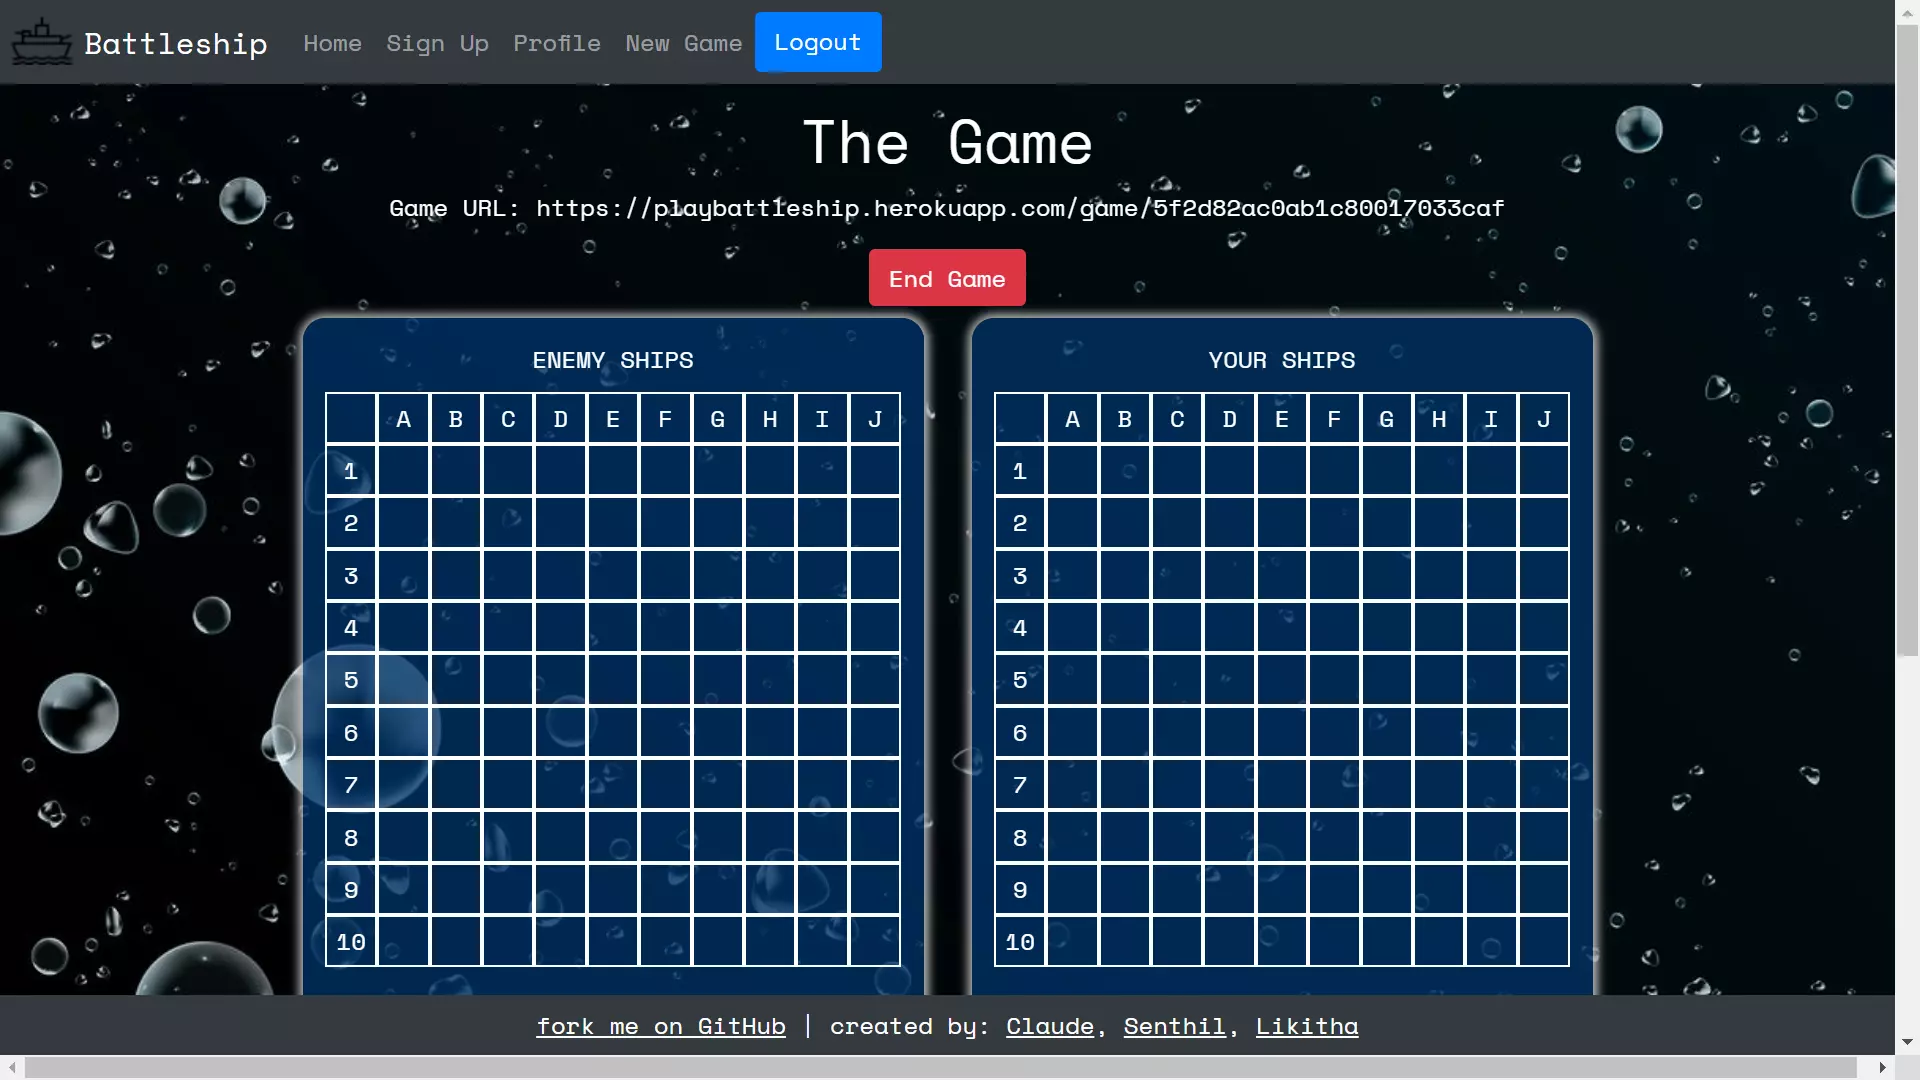 Battleship Home Sign Up Profile New Game Logout
The Game
Game URL: https://playbattleship.herokuapp.com/game/5f2d82ac0ab1c80017033caf
End Game
ENEMY SHIPS
A B C D E F G H I J
1
2
3
4
5
6
7
8
9
10
YOUR SHIPS
A B C D E F G H I J
1
2
3
4
5
6
7
8
9
10
fork me on GitHub | created by: Claude, Senthil, Likitha